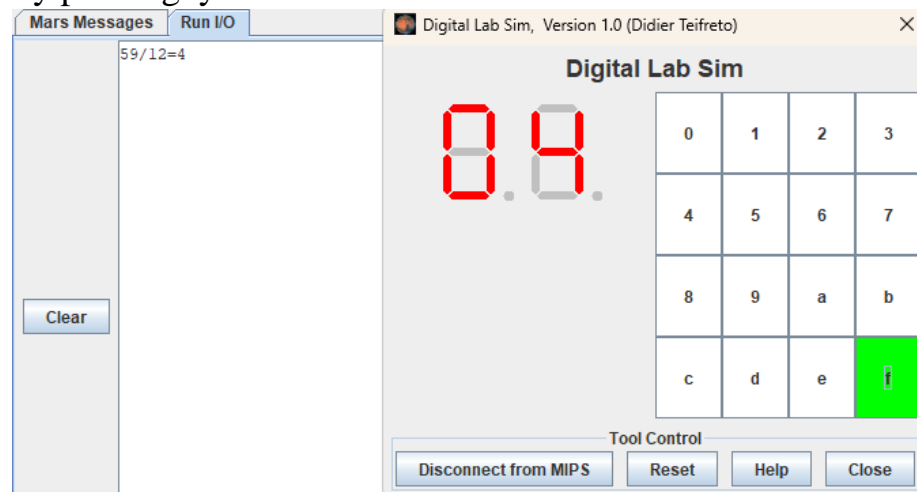 Mars Messages
Run I/O
Clear
59/12=4
Digital Lab Sim, Version 1.0 (Didier Teifreto)
Digital Lab Sim
04
0 1 2 3
4 5 6 7
8 9 a b
c d e f
Tool Control
Disconnect from MIPS
Reset
Help
Close